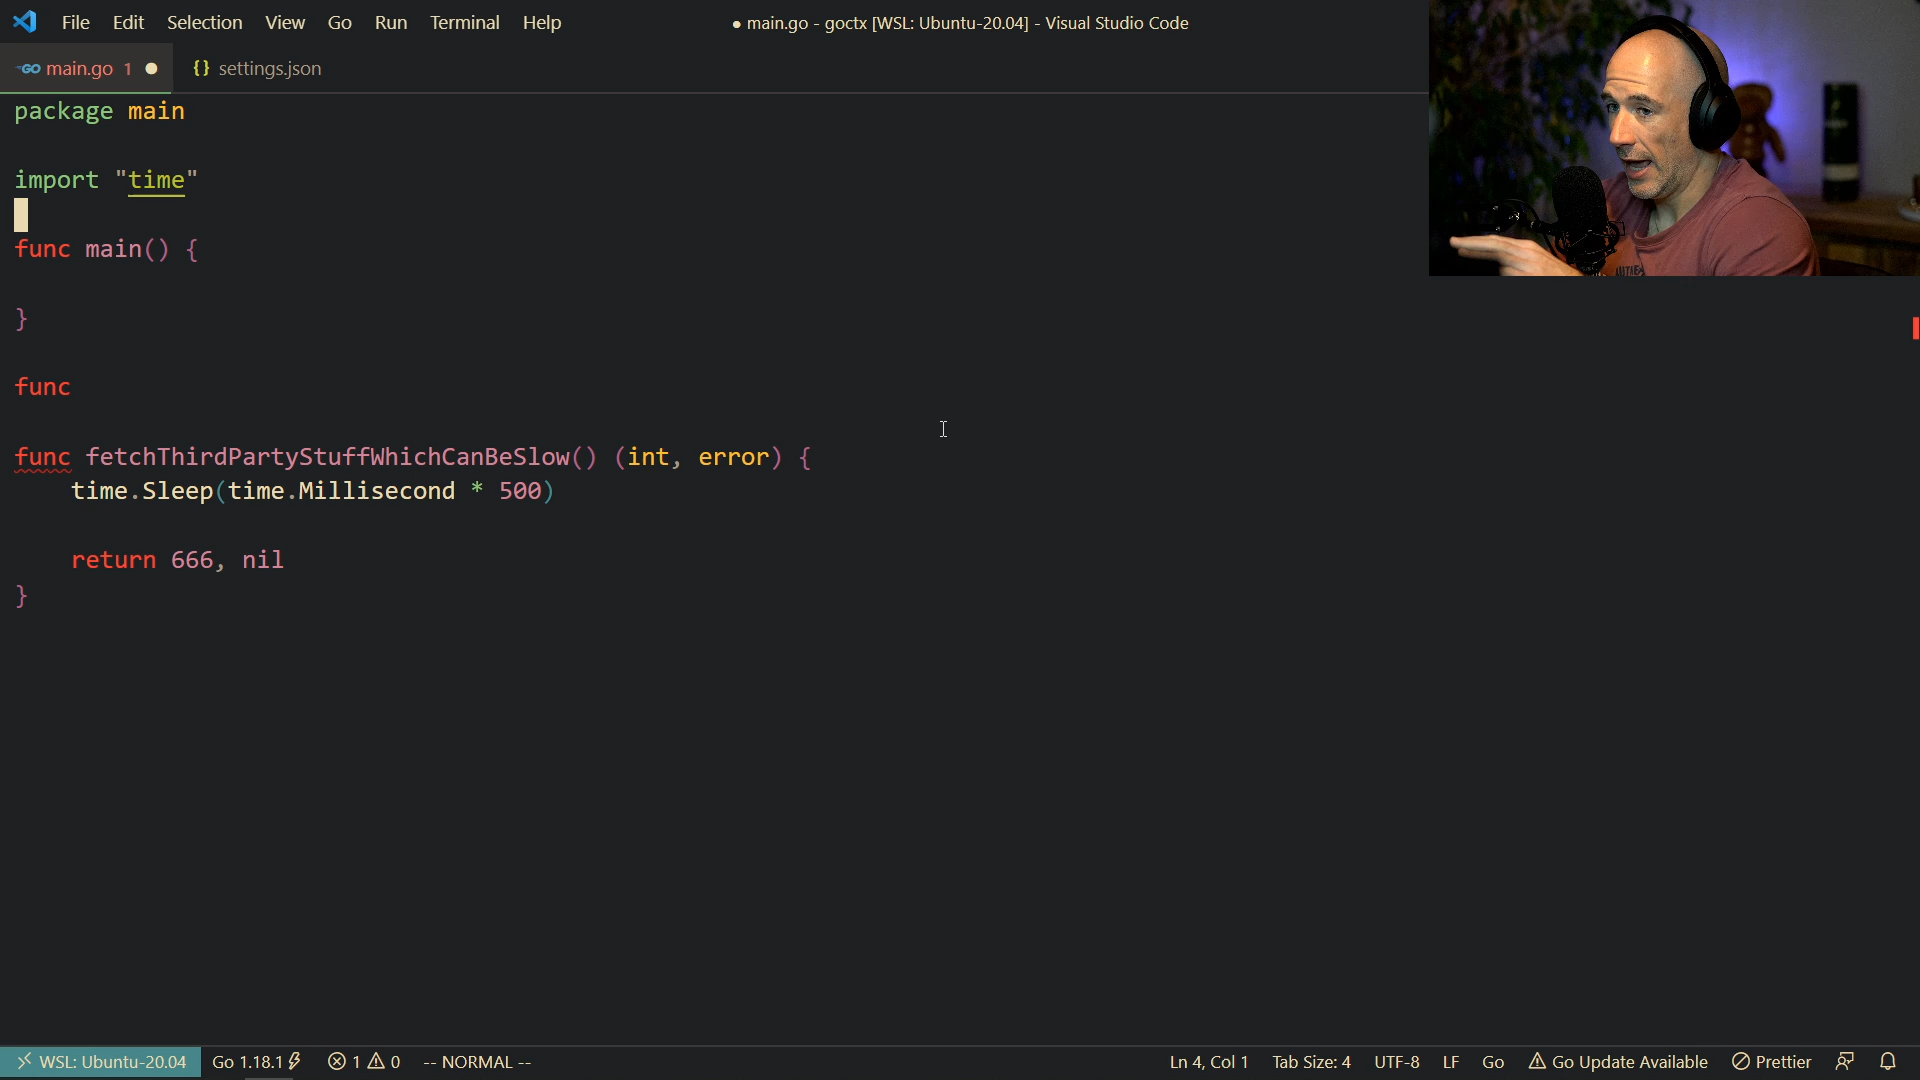 File Edit Selection View Go Run Terminal Help
● main.go - goctx [WSL: Ubuntu-20.04] - Visual Studio Code
GO main.go 1 ● {} settings.json
package main
import "time"
func main() {
}
func
func fetchThirdPartyStuffWhichCanBeSlow() (int, error) {
time.Sleep(time.Millisecond * 500)
return 666, nil
}
WSL: Ubuntu-20.04 Go 1.18.1 1 0 -- NORMAL -- Ln 4, Col 1 Tab Size: 4 UTF-8 LF Go Go Update Available Prettier